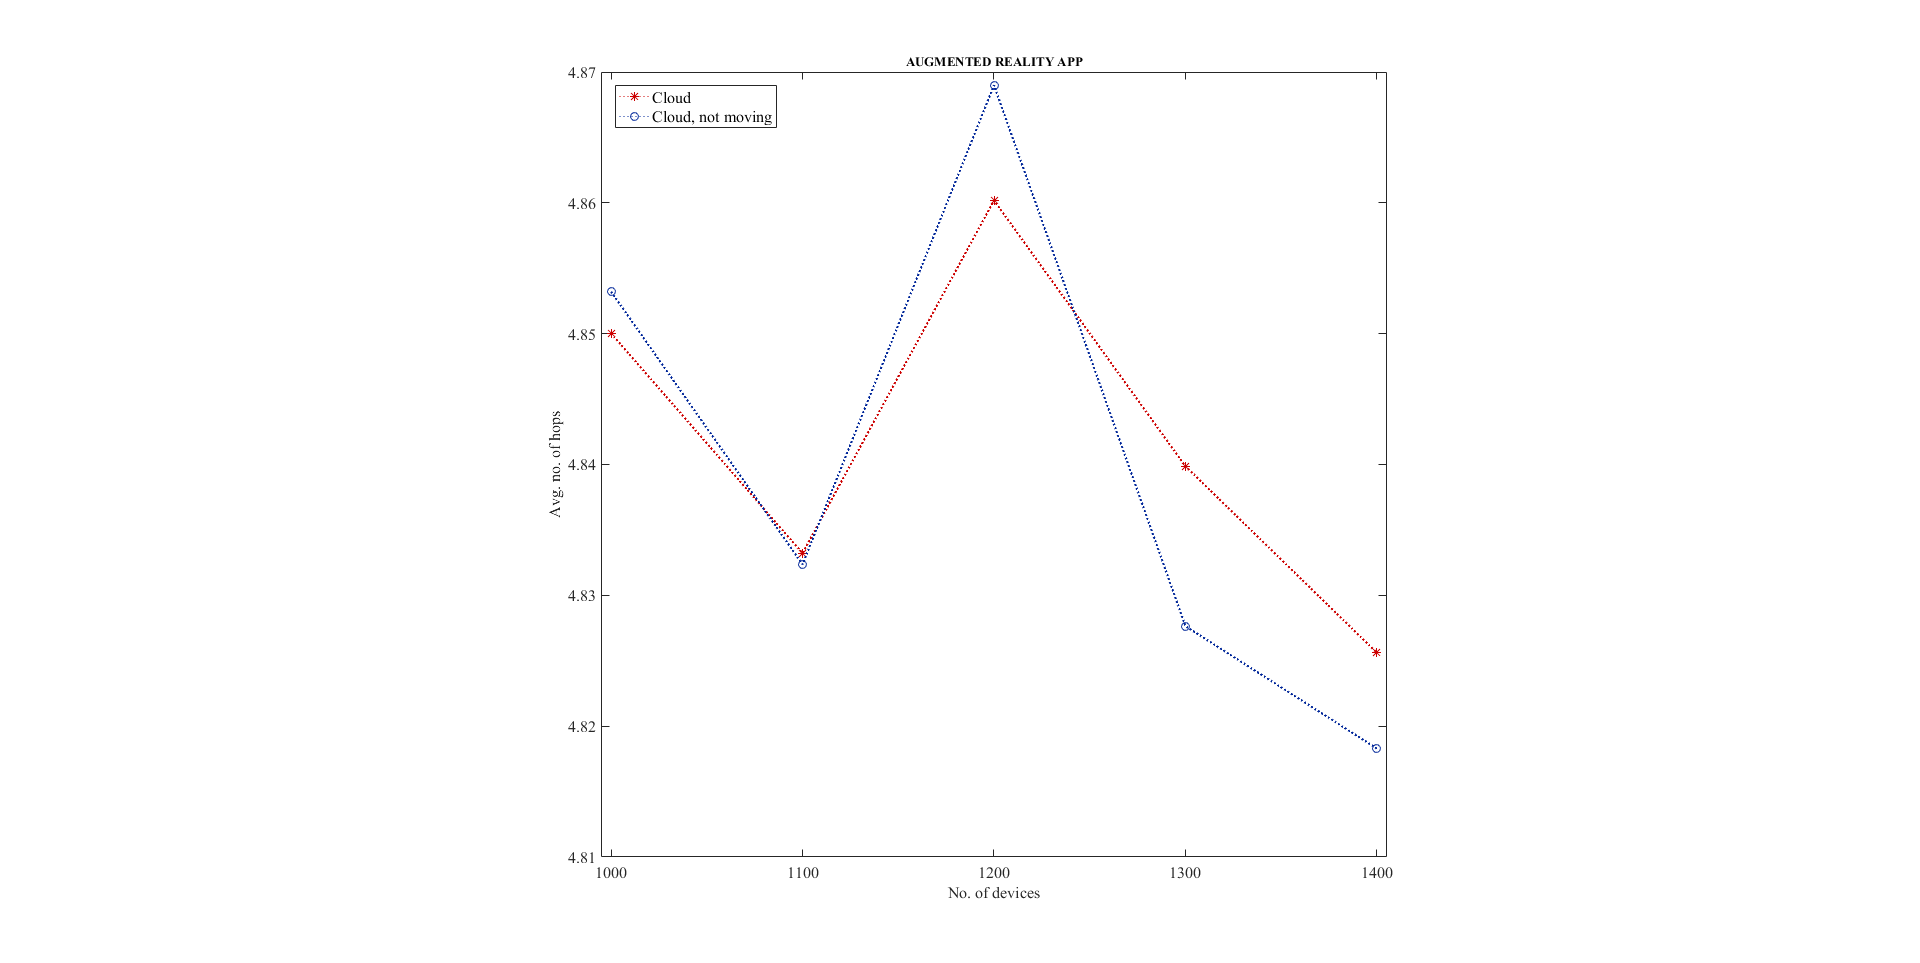 AUGMENTED REALITY APP
Cloud
Cloud, not moving
4.87
4.86
4.85
4.84
4.83
4.82
4.81
Avg. no. of hops
1000 1100 1200 1300 1400
No. of devices